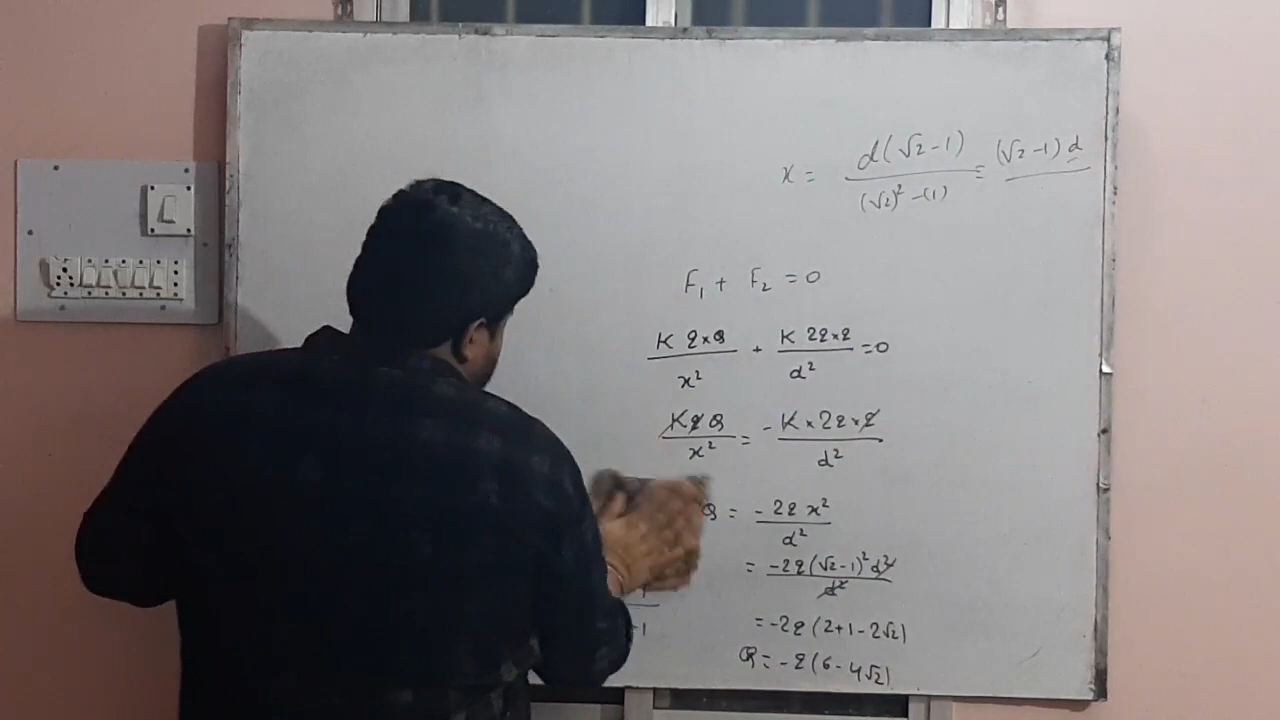 x = d(√2-1) / (√2)² -(1) = (√2-1) d
F₁ + F₂ = 0
K q×Q / x² + K 2q×q / d² = 0
K q Q / x² = - K × 2q × q / d²
Q = - 2q x² / d²
= -2q (√2-1)² d² / d²
= -2q (2+1-2√2)
Q = -q (6-4√2)
+1